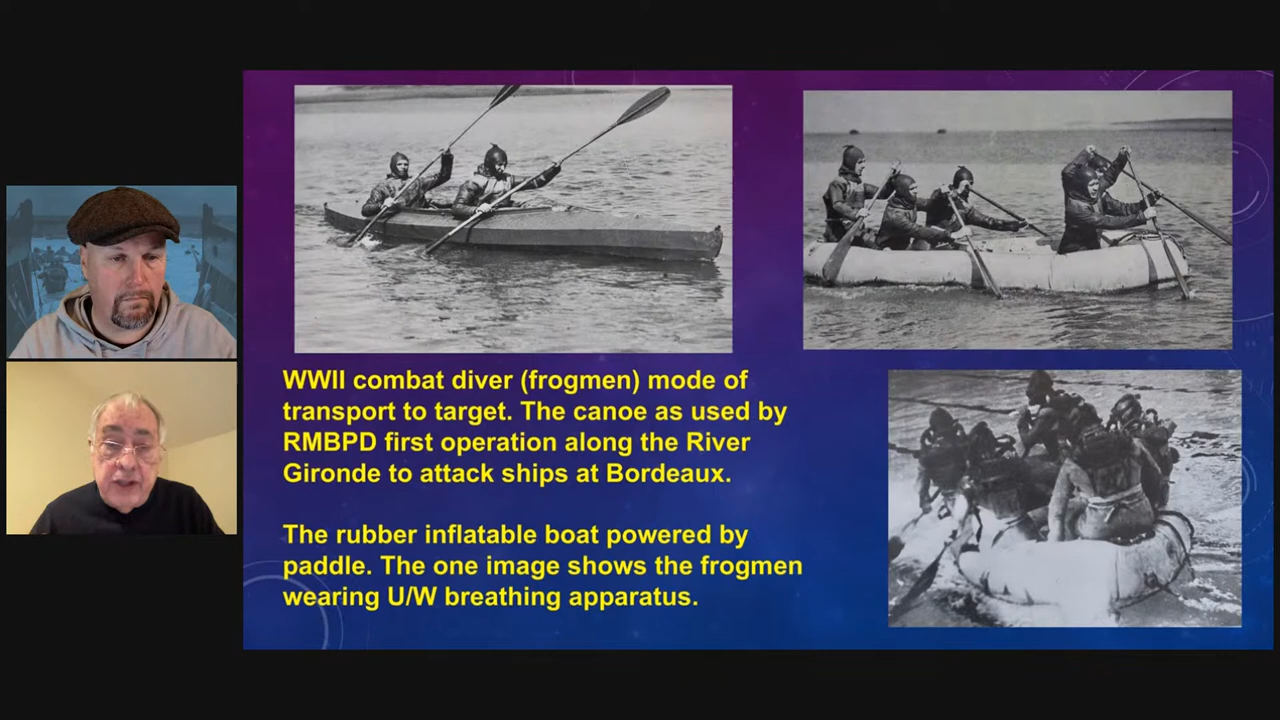 WWII combat diver (frogmen) mode of
transport to target. The canoe as used by
RMBPD first operation along the River
Gironde to attack ships at Bordeaux.
The rubber inflatable boat powered by
paddle. The one image shows the frogmen
wearing U/W breathing apparatus.